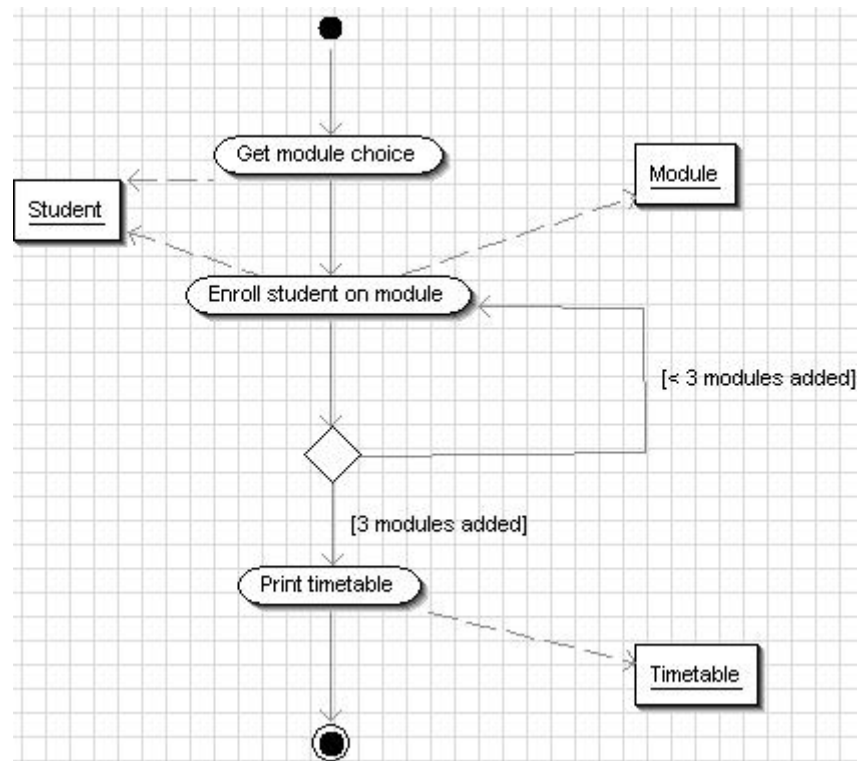 Get module choice
Module
Student
Enroll student on module
[< 3 modules added]
[3 modules added]
Print timetable
Timetable